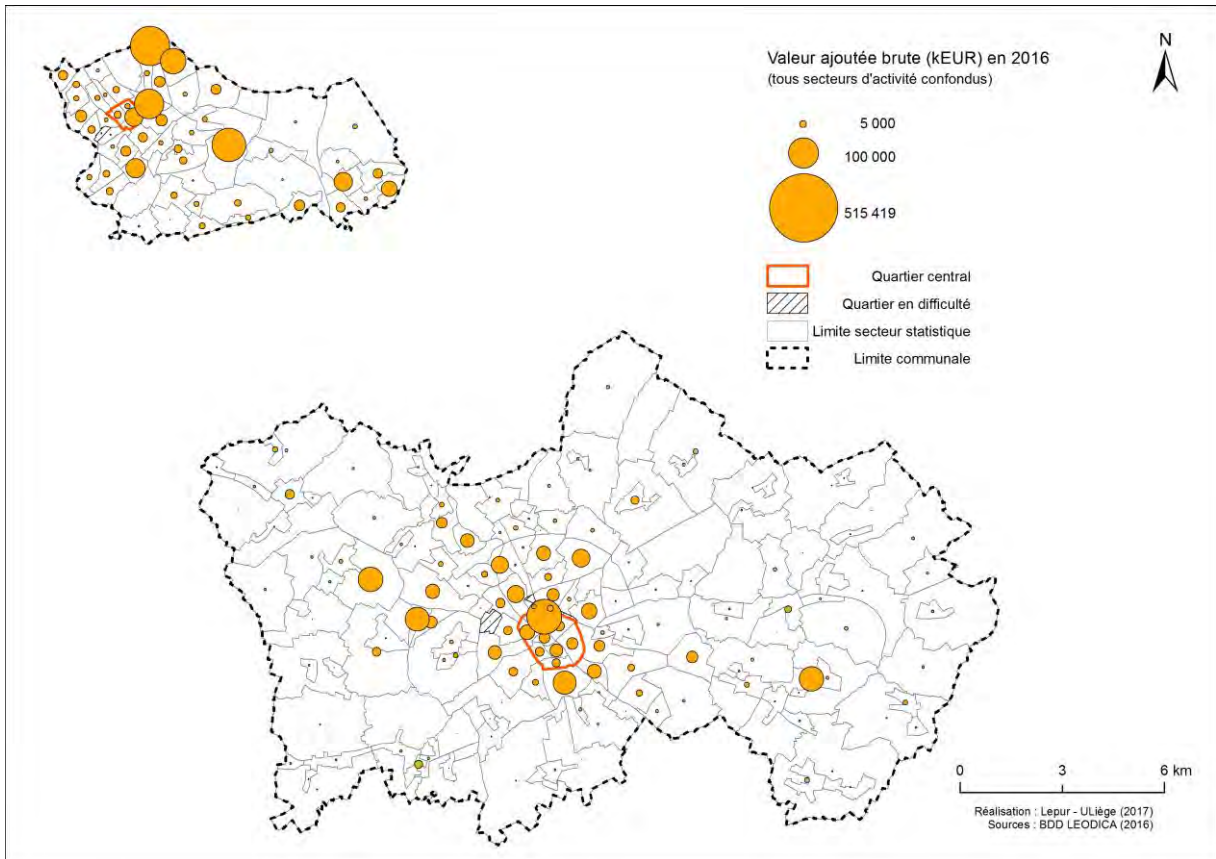 Valeur ajoutée brute (kEUR) en 2016
(tous secteurs d'activité confondus)
N
5 000
100 000
515 419
Quartier central
Quartier en difficulté
Limite secteur statistique
Limite communale
0 3 6 km
Réalisation : Lepur - ULiège (2017)
Sources : BDD LEODICA (2016)